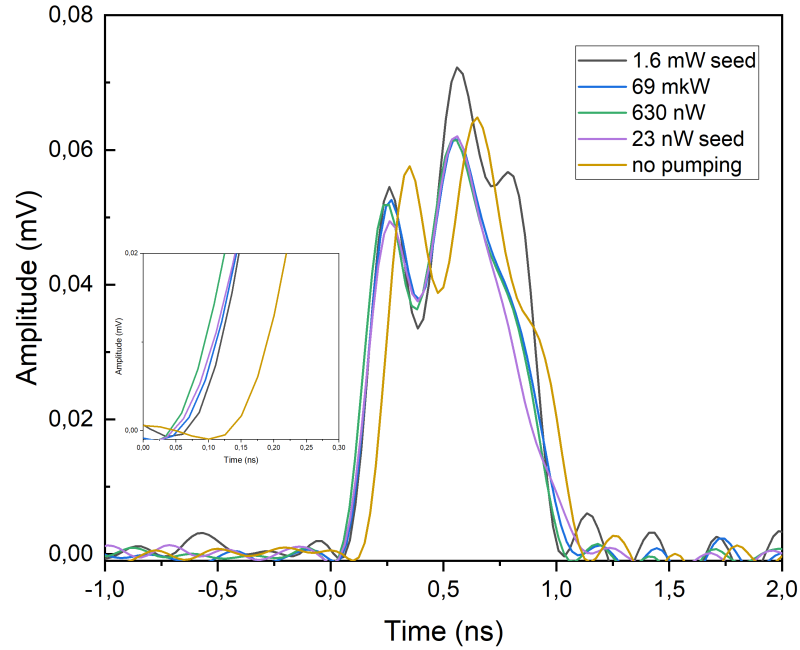 0,08
0,06
0,04
0,02
0,00
Amplitude (mV)
1.6 mW seed
69 mkW
630 nW
23 nW seed
no pumping
0,02
0,00
Amplitude (mV)
0,00 0,05 0,10 0,15 0,20 0,25 0,30
Time (ns)
-1,0 -0,5 0,0 0,5 1,0 1,5 2,0
Time (ns)